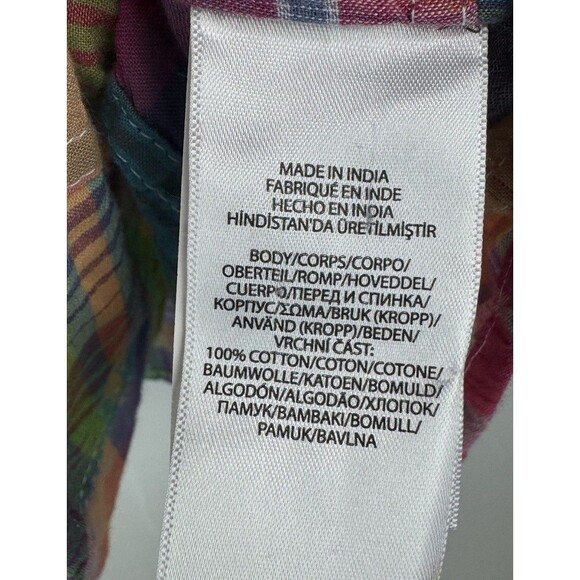 MADE IN INDIA
FABRIQUÉ EN INDE
HECHO EN INDIA
HİNDİSTAN'DA ÜRETİLMİŞTİR
BODY/CORPS/CORPO/
OBERTEIL/ROMP/HOVEDDEL/
CUERPO/ПЕРЕД И СПИНКА/
КОРПУС/ΣΩΜΑ/BRUK (KROPP)/
ANVÄND (KROPP)/BEDEN/
VRCHNÍ ČÁST:
100% COTTON/COTON/COTONE/
BAUMWOLLE/KATOEN/BOMULD/
ALGODÓN/ALGODÃO/ХЛОПОК/
ПАМУК/ΒΑΜΒΑΚΙ/BOMULL/
PAMUK/BAVLNA